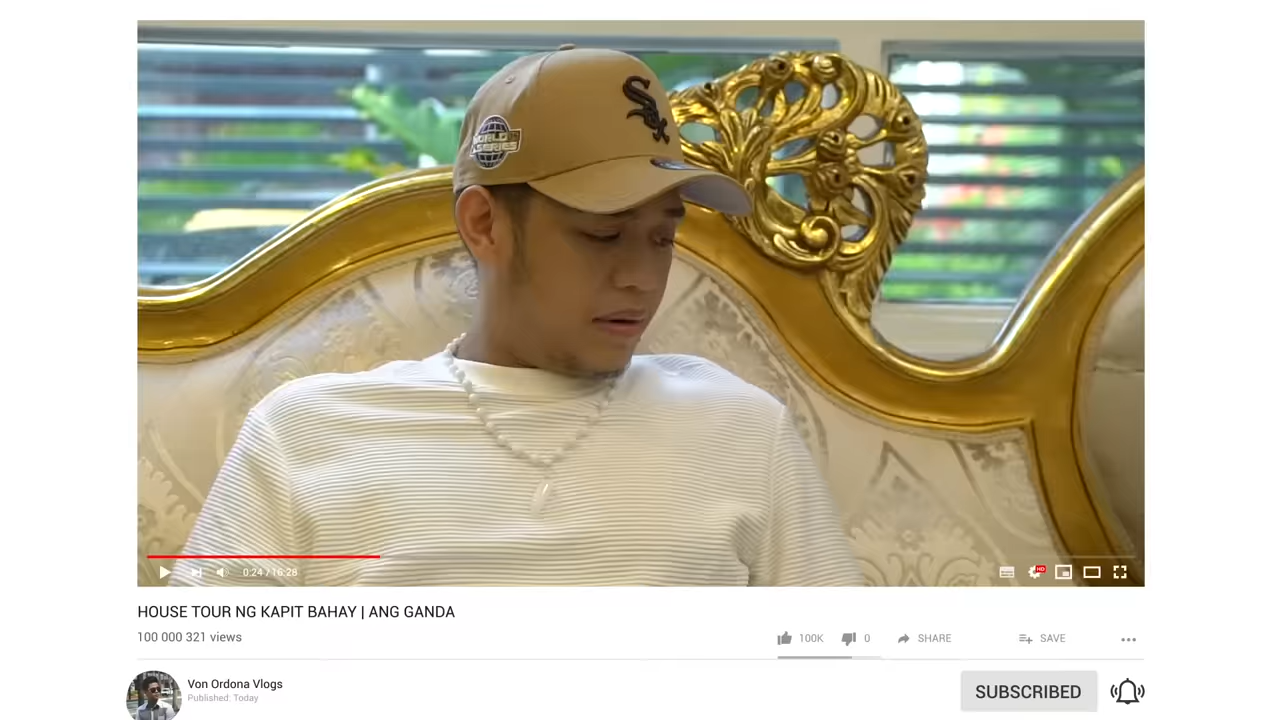 Sox
WORLD
SERIES
0:24 / 16:28
HD
HOUSE TOUR NG KAPIT BAHAY | ANG GANDA
100 000 321 views
100K
0
SHARE
SAVE
Von Ordona Vlogs
Published: Today
SUBSCRIBED